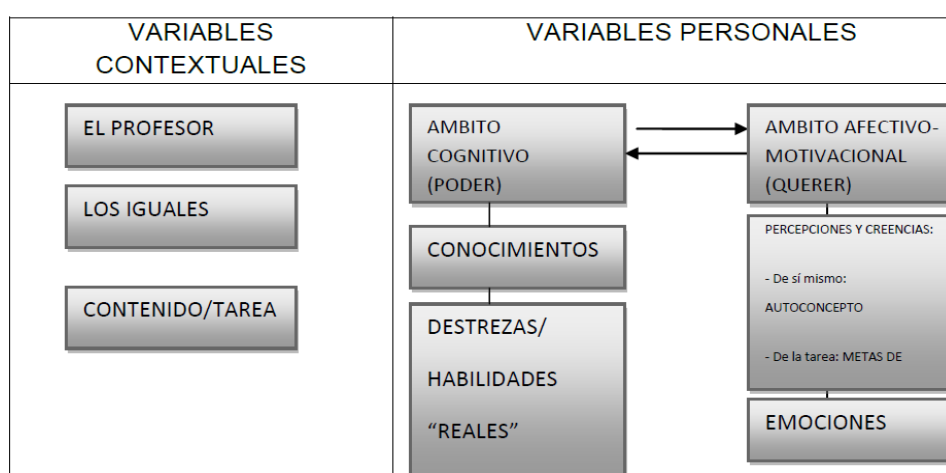 VARIABLES
CONTEXTUALES
VARIABLES PERSONALES
EL PROFESOR
LOS IGUALES
CONTENIDO/TAREA
AMBITO
COGNITIVO
(PODER)
CONOCIMIENTOS
DESTREZAS/
HABILIDADES
“REALES”
AMBITO AFECTIVO-
MOTIVACIONAL
(QUERER)
PERCEPCIONES Y CREENCIAS:
- De sí mismo:
AUTOCONCEPTO
- De la tarea: METAS DE
EMOCIONES